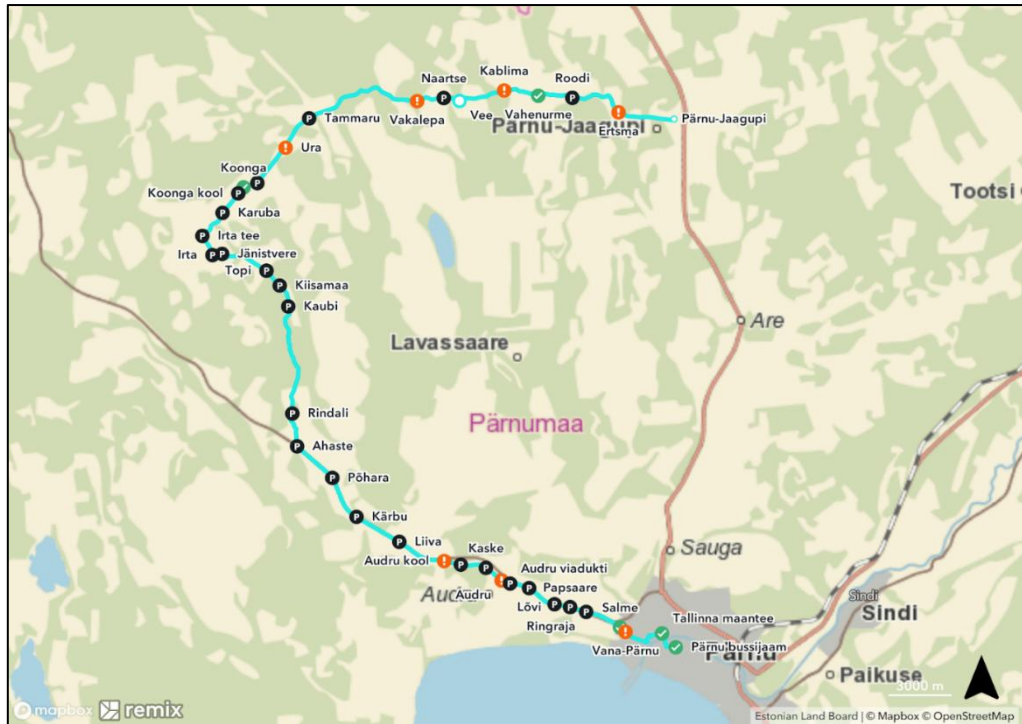 Kablima
Naartse
Roodi
Vakalepa
Vee
Vahenurme
Tammaru
Pärnu-Jaagupi
Pärnu-Jaagupi
Ertsma
Ura
Koonga
Koonga kool
Karuba
Tootsi
Irta tee
Irta
Jänistvere
Topi
Kiisamaa
Kaubi
Are
Lavassaare
Rindali
Pärnumaa
Ahaste
Põhara
Kärbu
Liiva
Kaske
Sauga
Audru kool
Audru viadukti
Audru
Papsaare
Sindi
Lõvi
Salme
Tallinna maantee
Sindi
Ringraja
Vana-Pärnu
Pärnu bussijaam
Pärnu
Paikuse
3000 m
mapbox remix
Estonian Land Board | © Mapbox © OpenStreetMap